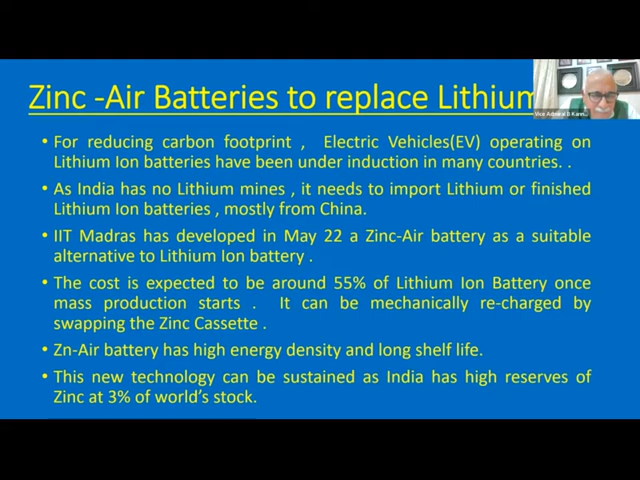 Zinc -Air Batteries to replace Lithium
Vice Admiral B Kann...
• For reducing carbon footprint , Electric Vehicles(EV) operating on
Lithium Ion batteries have been under induction in many countries. .
• As India has no Lithium mines , it needs to import Lithium or finished
Lithium Ion batteries , mostly from China.
• IIT Madras has developed in May 22 a Zinc-Air battery as a suitable
alternative to Lithium Ion battery .
• The cost is expected to be around 55% of Lithium Ion Battery once
mass production starts . It can be mechanically re-charged by
swapping the Zinc Cassette .
• Zn-Air battery has high energy density and long shelf life.
• This new technology can be sustained as India has high reserves of
Zinc at 3% of world's stock.